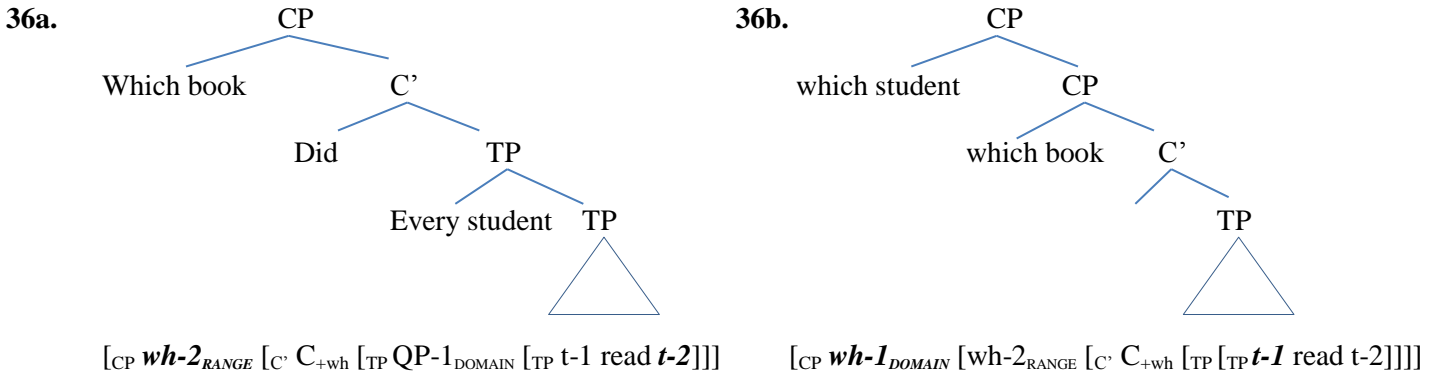 36a. CP 36b. CP
Which book C’ which student CP
Did TP which book C’
Every student TP TP
[CP wh-2RANGE [C’ C+wh [TP QP-1DOMAIN [TP t-1 read t-2]]] [CP wh-1DOMAIN [wh-2RANGE [C’ C+wh [TP [TP t-1 read t-2]]]]